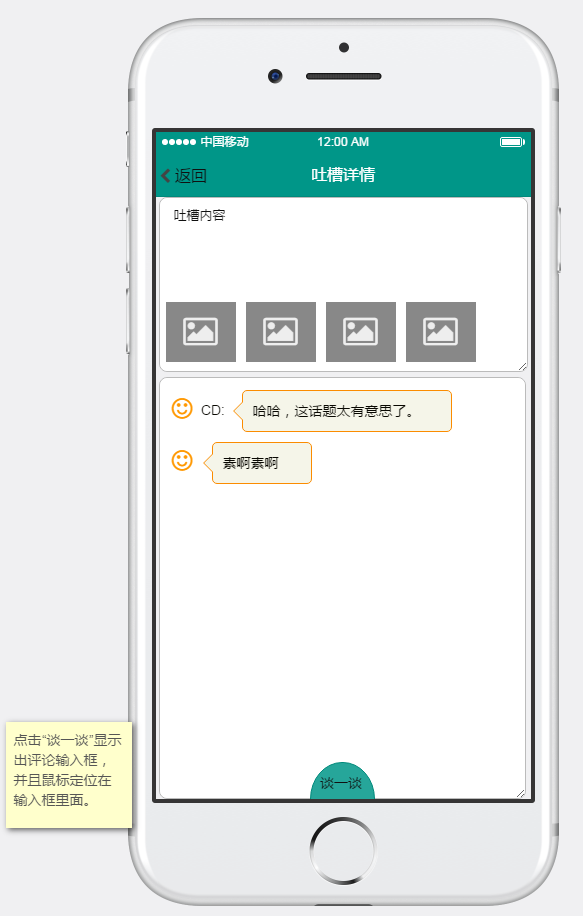 中国移动 12:00 AM
返回 吐槽详情
吐槽内容
CD: 哈哈，这话题太有意思了。
素啊素啊
谈一谈
点击“谈一谈”显示
出评论输入框，
并且鼠标定位在
输入框里面。